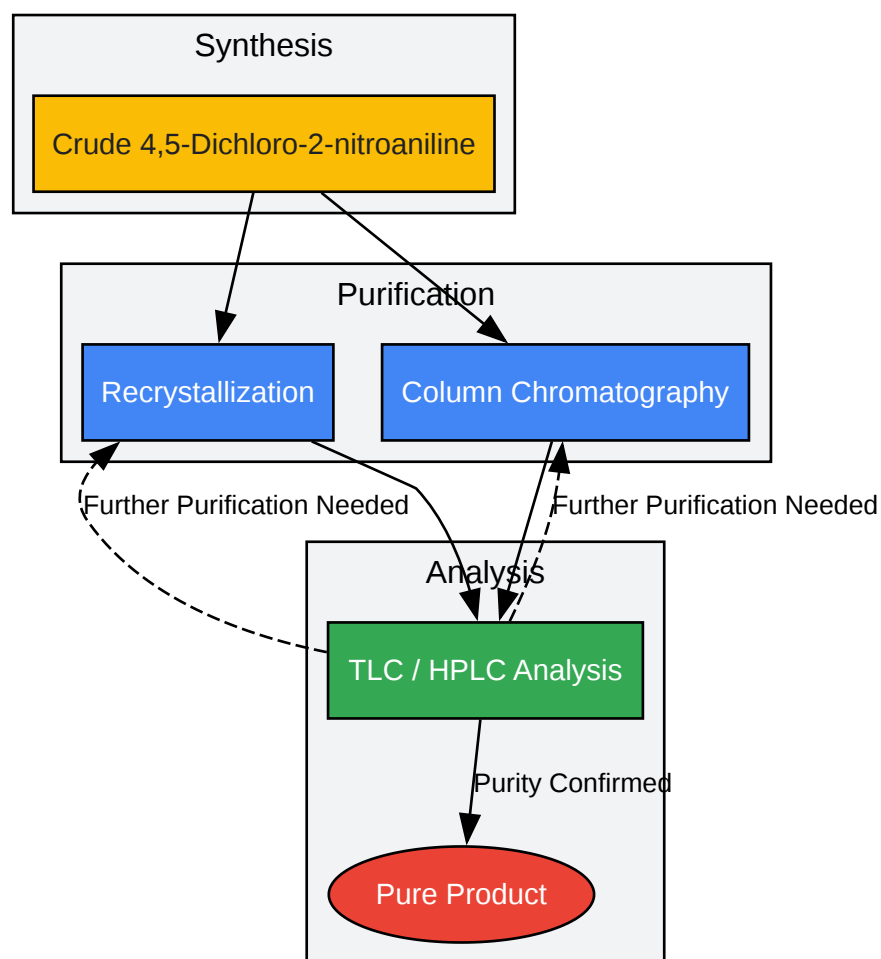 Synthesis
Crude 4,5-Dichloro-2-nitroaniline
Purification
Recrystallization
Column Chromatography
Further Purification Needed
Further Purification Needed
Analysis
TLC / HPLC Analysis
Purity Confirmed
Pure Product